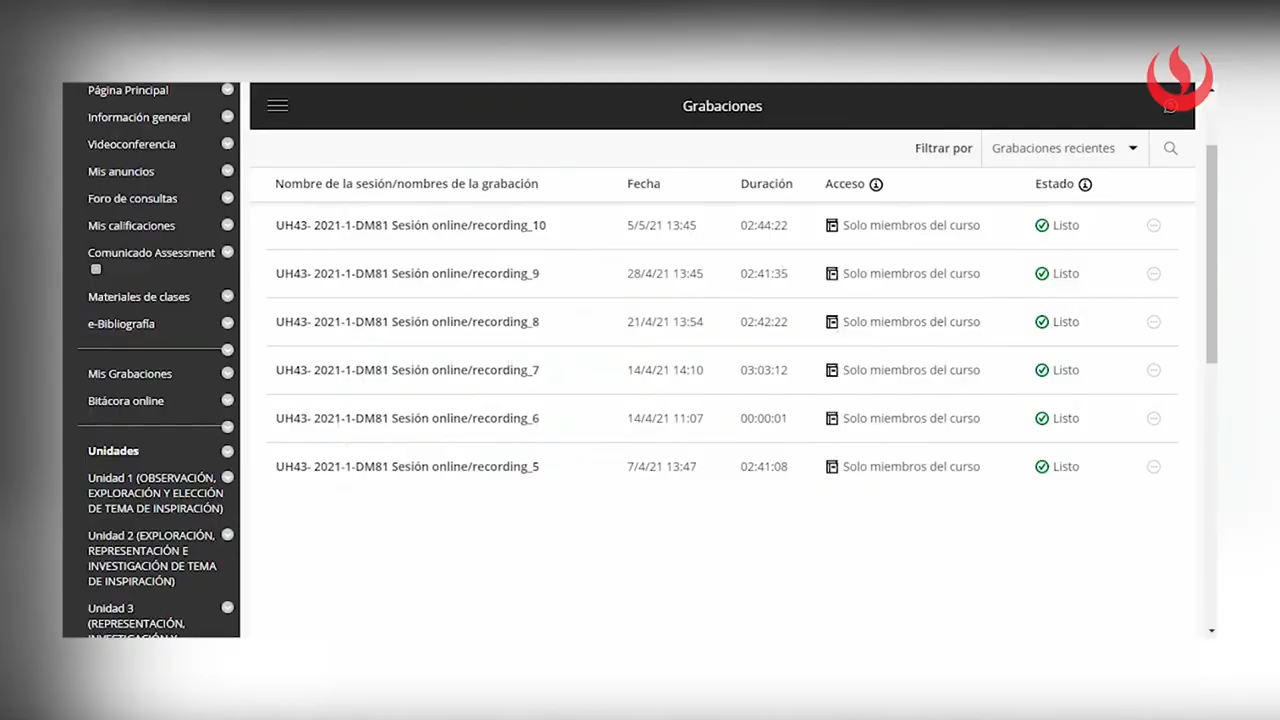 Página Principal
Información general
Videoconferencia
Mis anuncios
Foro de consultas
Mis calificaciones
Comunicado Assessment
Materiales de clases
e-Bibliografía
Mis Grabaciones
Bitácora online
Unidades
Unidad 1 (OBSERVACIÓN,
EXPLORACIÓN Y ELECCIÓN
DE TEMA DE INSPIRACIÓN)
Unidad 2 (EXPLORACIÓN,
REPRESENTACIÓN E
INVESTIGACIÓN DE TEMA
DE INSPIRACIÓN)
Unidad 3
(REPRESENTACIÓN,
INVESTIGACIÓN Y
Grabaciones
Filtrar por Grabaciones recientes
Nombre de la sesión/nombres de la grabación Fecha Duración Acceso Estado
UH43- 2021-1-DM81 Sesión online/recording_10 5/5/21 13:45 02:44:22 Solo miembros del curso Listo
UH43- 2021-1-DM81 Sesión online/recording_9 28/4/21 13:45 02:41:35 Solo miembros del curso Listo
UH43- 2021-1-DM81 Sesión online/recording_8 21/4/21 13:54 02:42:22 Solo miembros del curso Listo
UH43- 2021-1-DM81 Sesión online/recording_7 14/4/21 14:10 03:03:12 Solo miembros del curso Listo
UH43- 2021-1-DM81 Sesión online/recording_6 14/4/21 11:07 00:00:01 Solo miembros del curso Listo
UH43- 2021-1-DM81 Sesión online/recording_5 7/4/21 13:47 02:41:08 Solo miembros del curso Listo